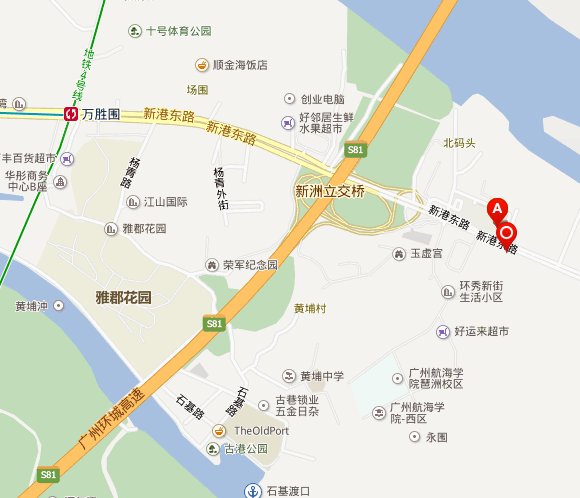 十号体育公园
地铁4号线
顺金海饭店
场围
湾
万胜围
新港东路
新港东路
创业电脑
好邻居生鲜
水果超市
S81
北码头
丰百货超市
华彤商务
中心B座
杨青路
杨青外街
江山国际
新洲立交桥
A
新港东路
新港东路
雅郡花园
玉虚宫
荣军纪念园
环秀新街
生活小区
雅郡花园
黄埔冲
黄埔村
S81
好运来超市
黄埔中学
广州航海学
院琶洲校区
石基路
石基路
古巷锁业
五金日杂
广州航海学
院-西区
广州环城高速
TheOldPort
永围
古港公园
S81
石基渡口